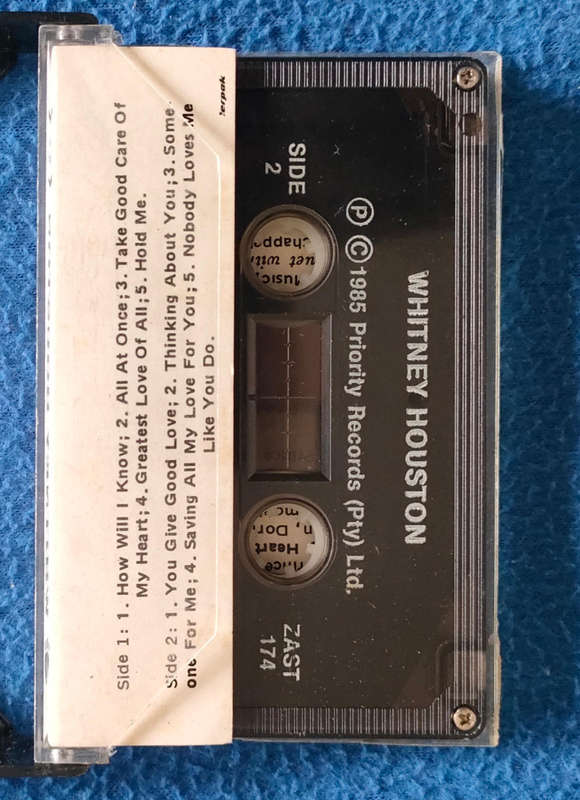 Side 1: 1. How Will I Know; 2. All At Once; 3. Take Good Care Of
My Heart; 4. Greatest Love Of All; 5. Hold Me.
Side 2: 1. You Give Good Love; 2. Thinking About You; 3. Some-
one For Me; 4. Saving All My Love For You; 5. Nobody Loves Me
Like You Do.
SIDE
2
Ⓟ ©1985 Priority Records (Pty) Ltd.
WHITNEY HOUSTON
ZAST
174
Heart